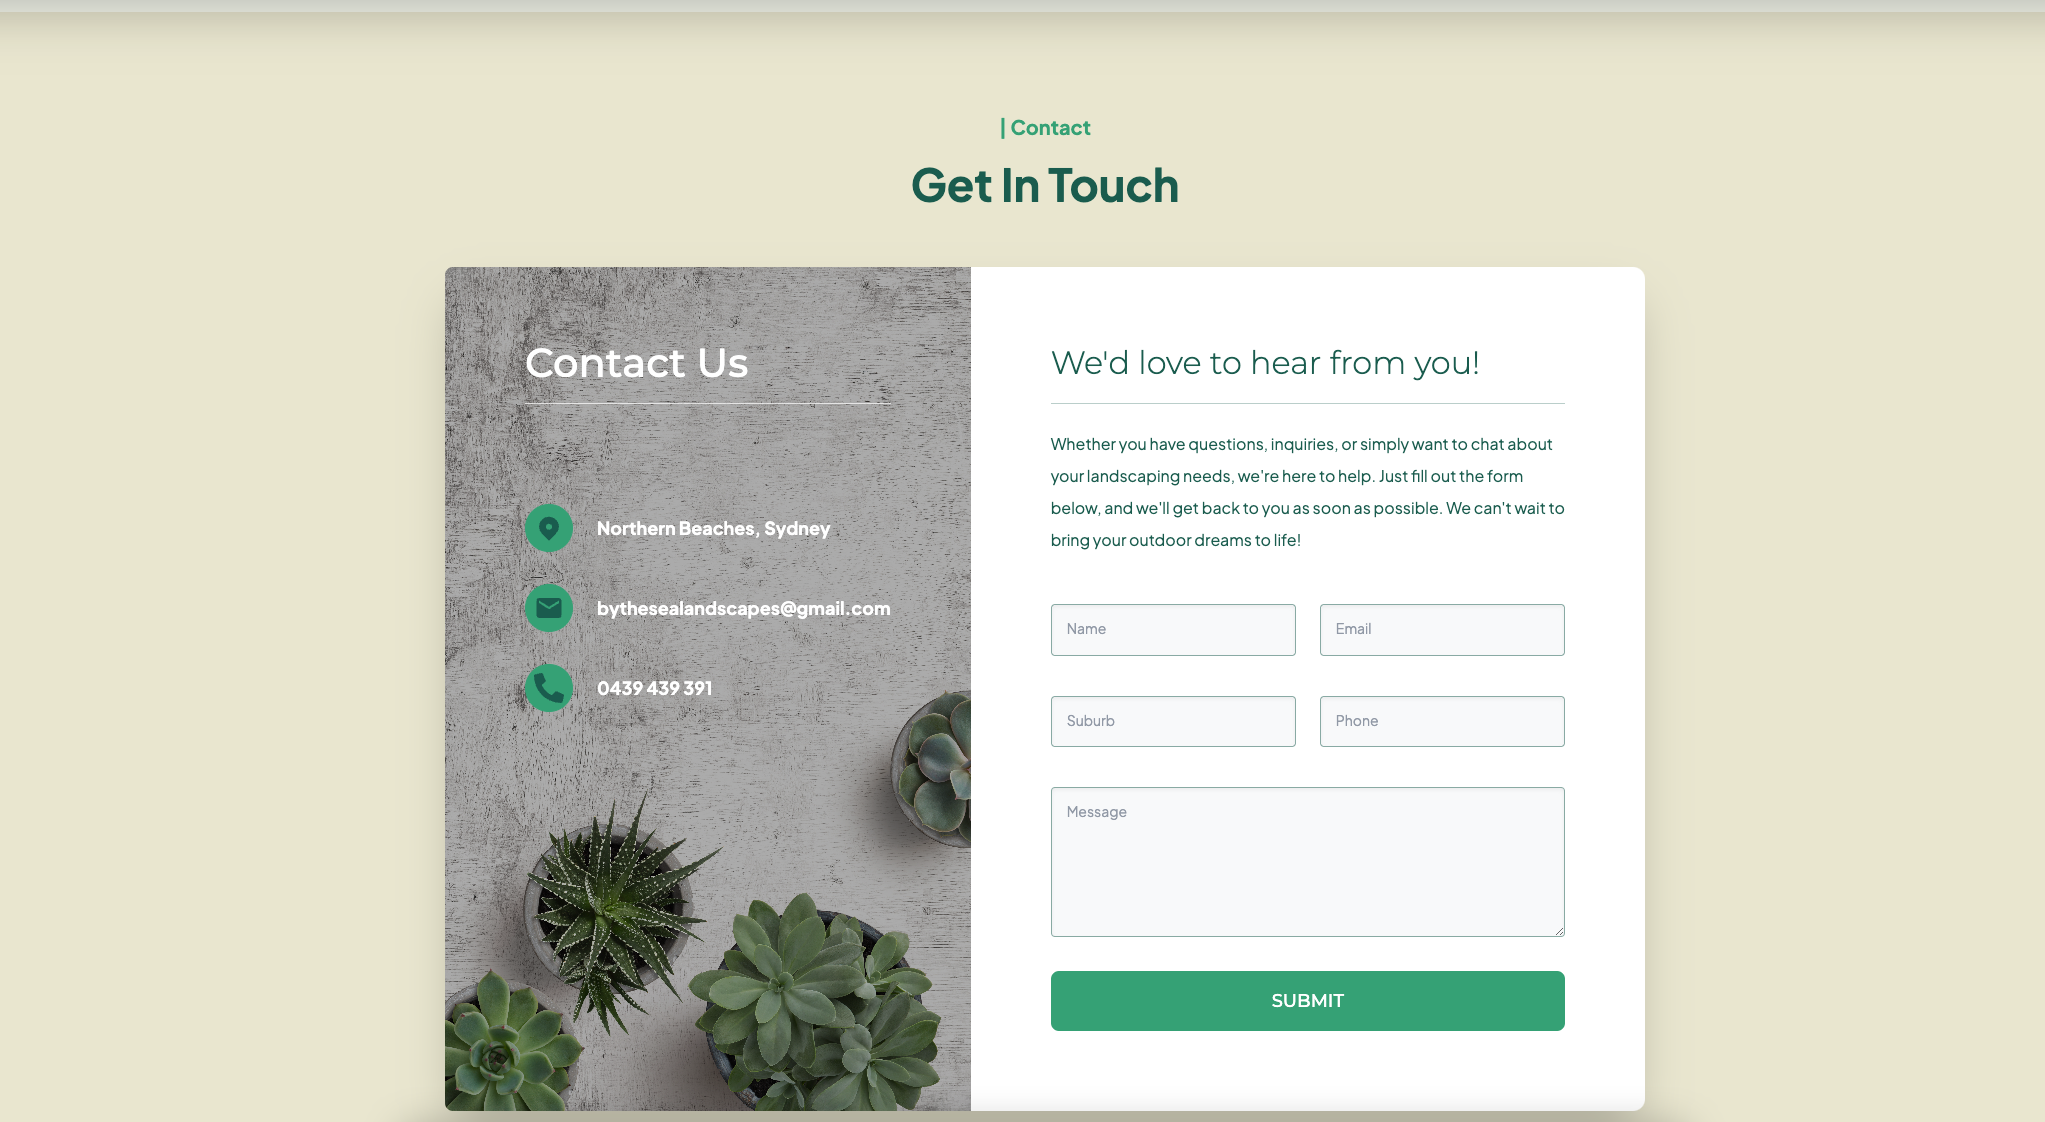 | Contact
Get In Touch
Contact Us
Northern Beaches, Sydney
bythesealandscapes@gmail.com
0439 439 391
We'd love to hear from you!
Whether you have questions, inquiries, or simply want to chat about
your landscaping needs, we're here to help. Just fill out the form
below, and we'll get back to you as soon as possible. We can't wait to
bring your outdoor dreams to life!
Name
Email
Suburb
Phone
Message
SUBMIT